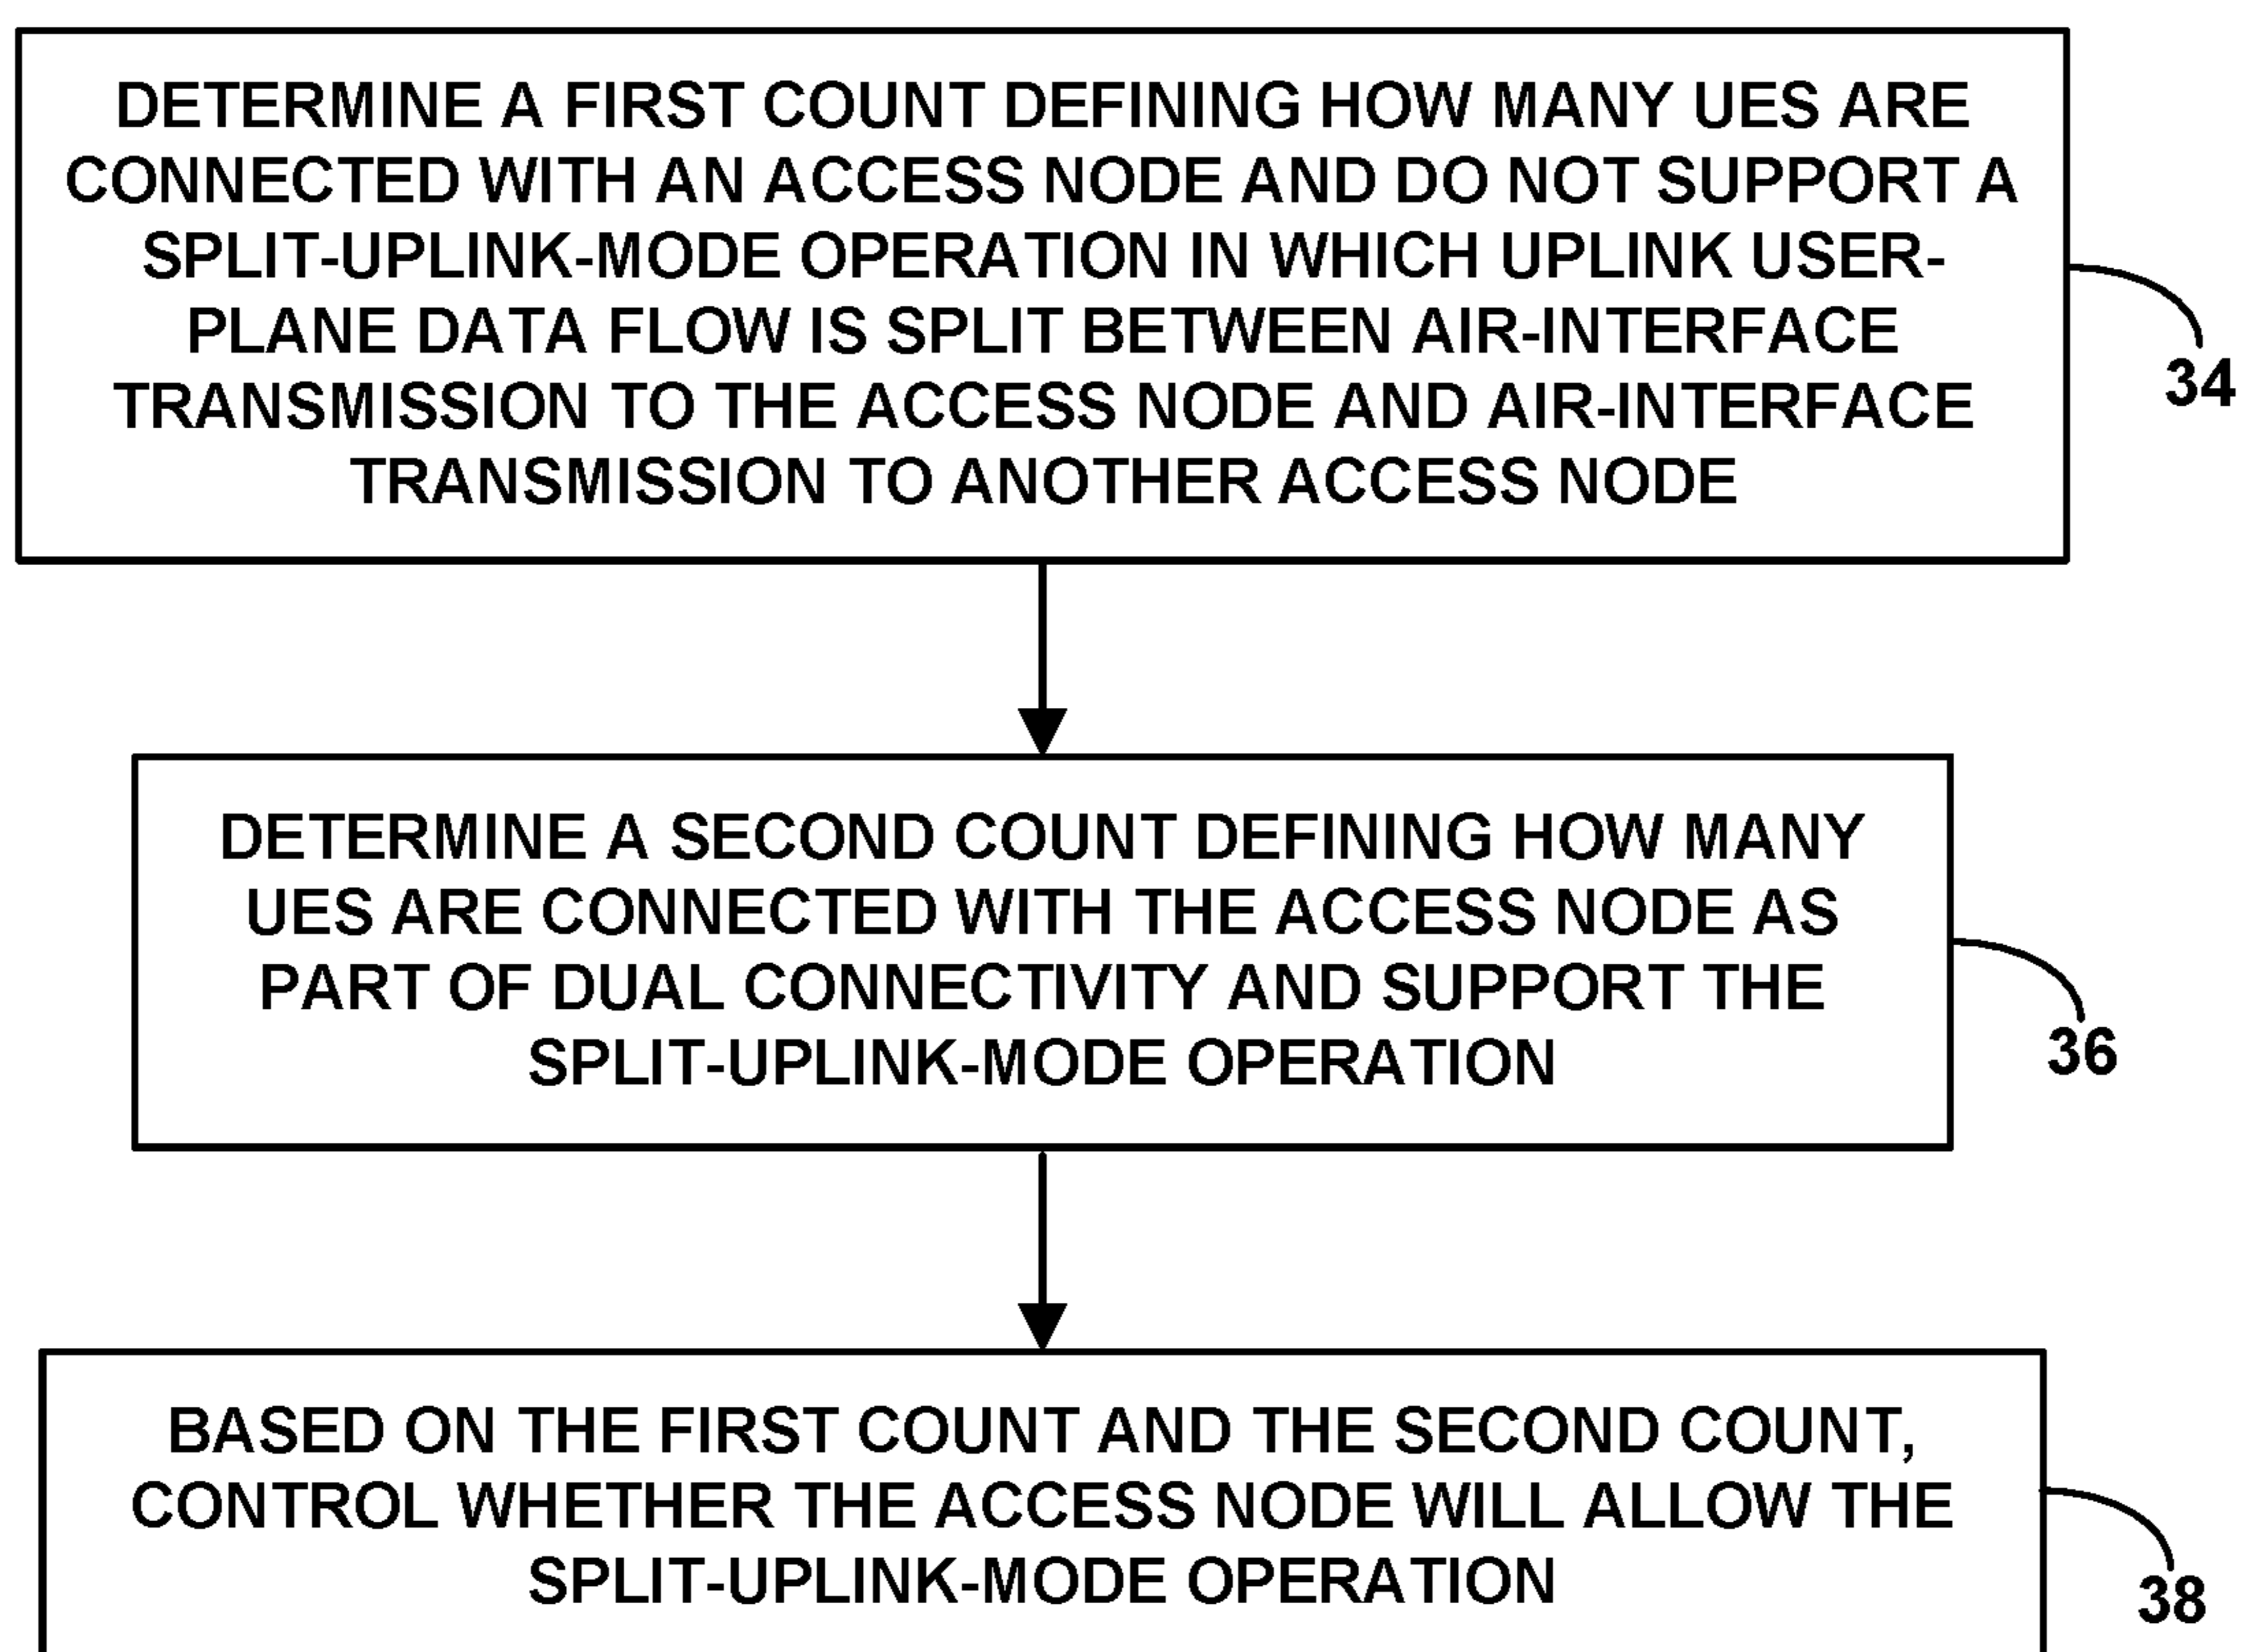 DETERMINE A FIRST COUNT DEFINING HOW MANY UES ARE
CONNECTED WITH AN ACCESS NODE AND DO NOT SUPPORT A
SPLIT-UPLINK-MODE OPERATION IN WHICH UPLINK USER-
PLANE DATA FLOW IS SPLIT BETWEEN AIR-INTERFACE
TRANSMISSION TO THE ACCESS NODE AND AIR-INTERFACE
TRANSMISSION TO ANOTHER ACCESS NODE
34
DETERMINE A SECOND COUNT DEFINING HOW MANY
UES ARE CONNECTED WITH THE ACCESS NODE AS
PART OF DUAL CONNECTIVITY AND SUPPORT THE
SPLIT-UPLINK-MODE OPERATION
36
BASED ON THE FIRST COUNT AND THE SECOND COUNT,
CONTROL WHETHER THE ACCESS NODE WILL ALLOW THE
SPLIT-UPLINK-MODE OPERATION
38